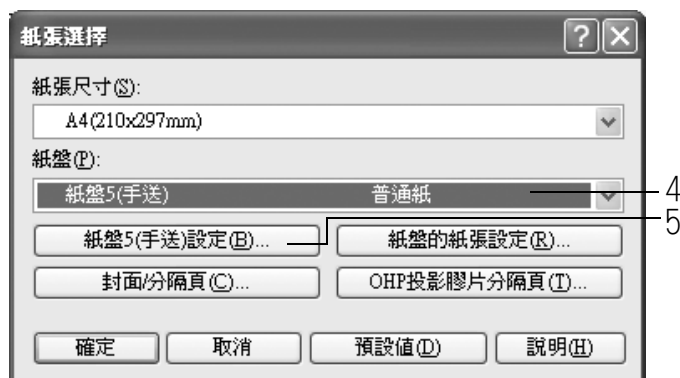 紙張選擇
紙張尺寸(S):
A4(210x297mm)
紙盤(P):
紙盤5(手送) 普通紙 4
紙盤5(手送)設定(B)... 紙盤的紙張設定(R)... 5
封面/分隔頁(C)... OHP投影膠片分隔頁(T)...
確定 取消 預設值(D) 說明(H)